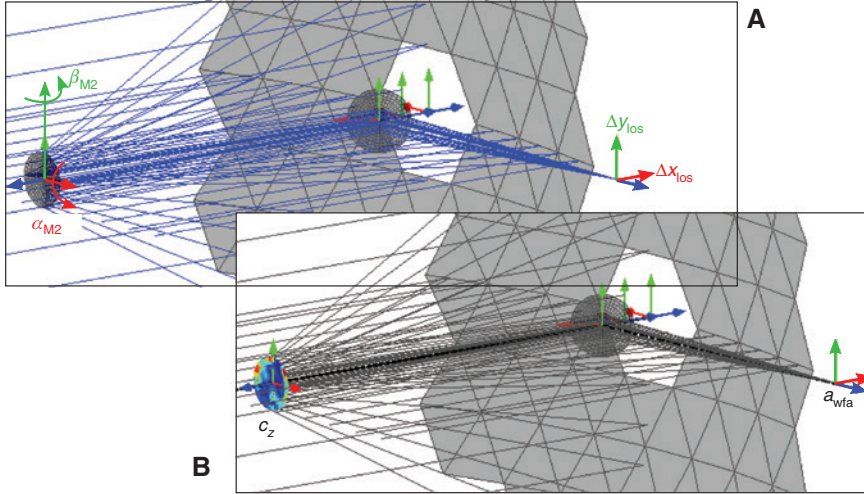 A
β_M2
Δy_los
Δx_los
α_M2
a_wfa
c_z
B